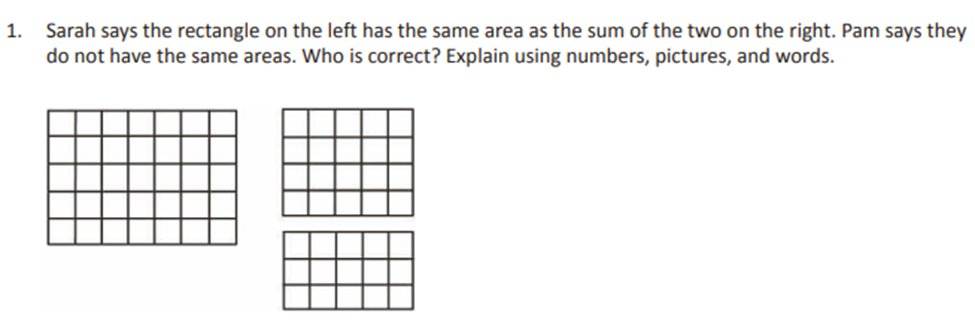 1. Sarah says the rectangle on the left has the same area as the sum of the two on the right. Pam says they
do not have the same areas. Who is correct? Explain using numbers, pictures, and words.